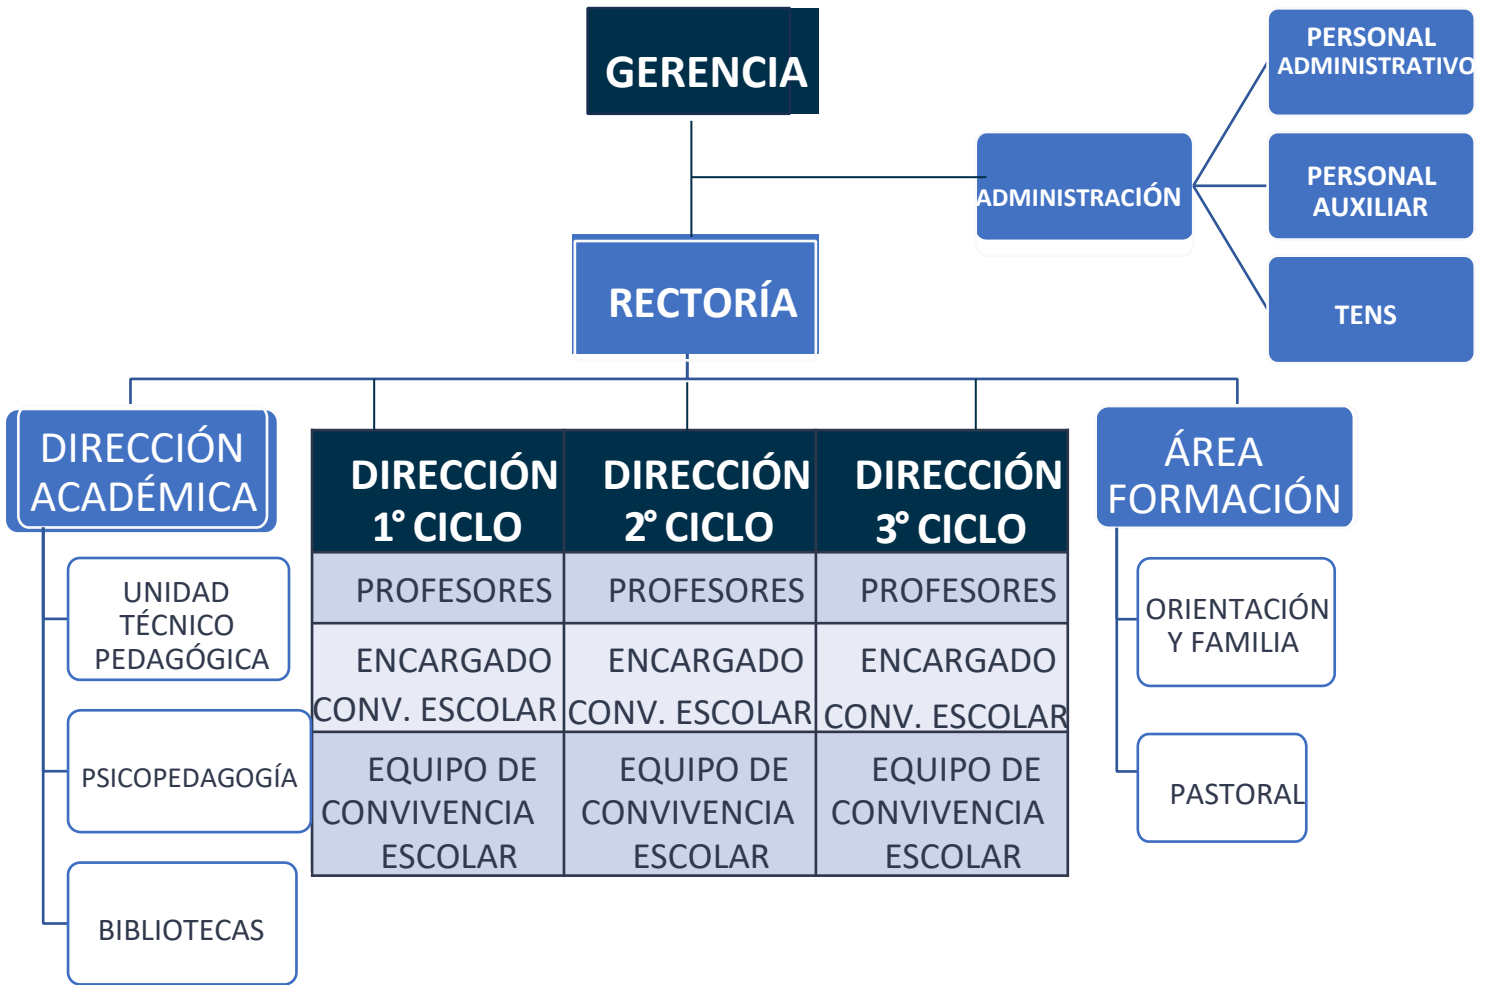 GERENCIA
PERSONAL
ADMINISTRATIVO
ADMINISTRACIÓN
PERSONAL
AUXILIAR
TENS
RECTORÍA
DIRECCIÓN
ACADÉMICA
UNIDAD
TÉCNICO
PEDAGÓGICA
PSICOPEDAGOGÍA
BIBLIOTECAS
DIRECCIÓN
1° CICLO
PROFESORES
ENCARGADO
CONV. ESCOLAR
EQUIPO DE
CONVIVENCIA
ESCOLAR
DIRECCIÓN
2° CICLO
PROFESORES
ENCARGADO
CONV. ESCOLAR
EQUIPO DE
CONVIVENCIA
ESCOLAR
DIRECCIÓN
3° CICLO
PROFESORES
ENCARGADO
CONV. ESCOLAR
EQUIPO DE
CONVIVENCIA
ESCOLAR
ÁREA
FORMACIÓN
ORIENTACIÓN
Y FAMILIA
PASTORAL